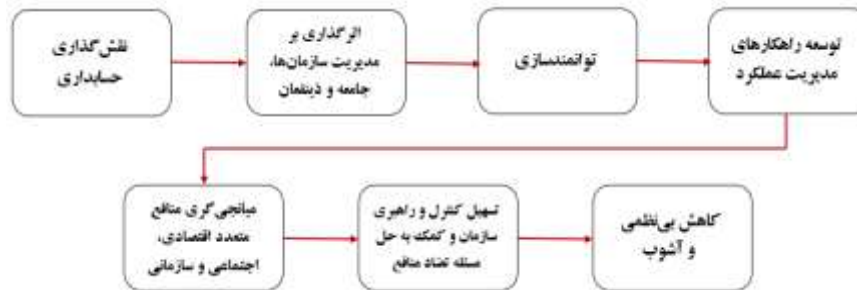 نقش‌گذاری
حسابداری
اثرگذاری بر
مدیریت سازمان‌ها،
جامعه و ذینفعان
توانمندسازی
توسعه راهکارهای
مدیریت عملکرد
میانجی‌گری منافع
متعدد اقتصادی،
اجتماعی و سازمانی
تسهیل کنترل و راهبری
سازمان و کمک به حل
مسئله تضاد منافع
کاهش بی‌نظمی
و آشوب